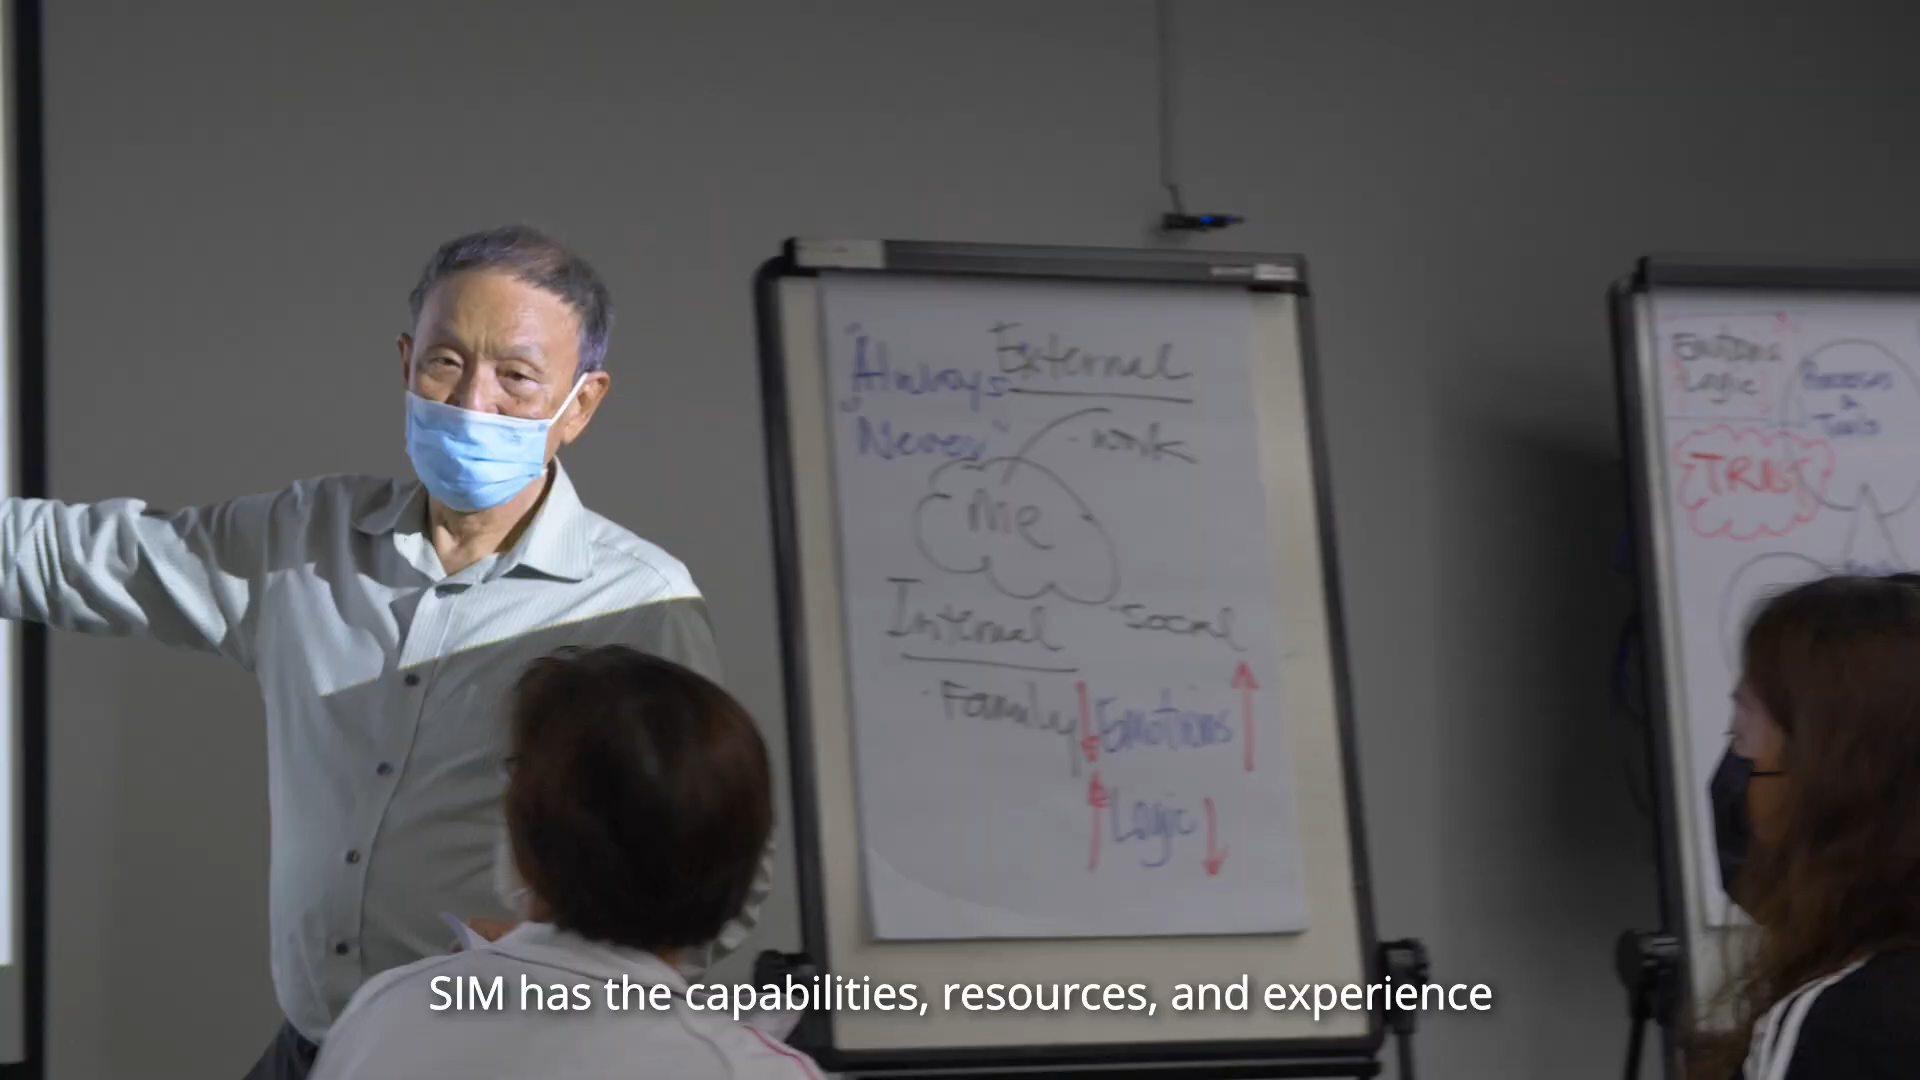 External
"Always
Never"
- work
Me
Internal
- Social
- Family
Emotions
Logic
Emotions
Logic
Processes
&
Tools
TRUST
SIM has the capabilities, resources, and experience